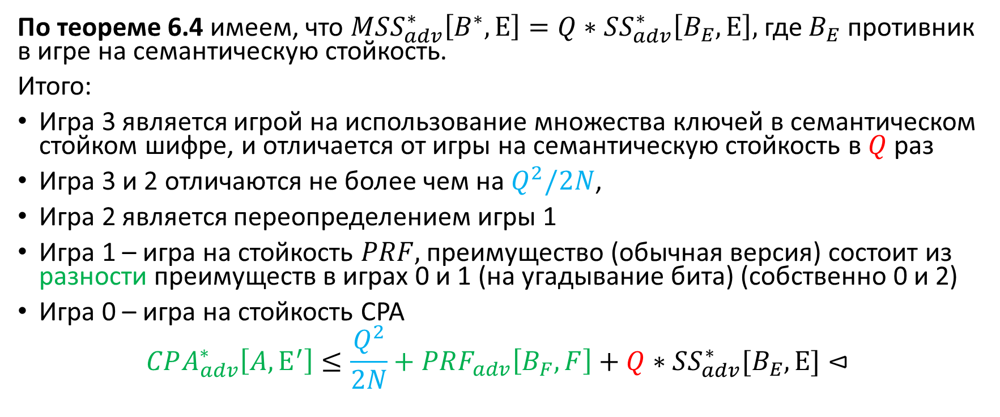 По теореме 6.4 имеем, что $MSS^*_{adv}[B^*, \mathrm{E}] = Q * SS^*_{adv}[B_E, \mathrm{E}]$, где $B_E$ противник
в игре на семантическую стойкость.
Итого:
• Игра 3 является игрой на использование множества ключей в семантическом
стойком шифре, и отличается от игры на семантическую стойкость в $Q$ раз
• Игра 3 и 2 отличаются не более чем на $Q^2/2N$,
• Игра 2 является переопределением игры 1
• Игра 1 – игра на стойкость $PRF$, преимущество (обычная версия) состоит из
разности преимуществ в играх 0 и 1 (на угадывание бита) (собственно 0 и 2)
• Игра 0 – игра на стойкость CPA
$CPA^*_{adv}[A, \mathrm{E}'] \leq \frac{Q^2}{2N} + PRF_{adv}[B_F, F] + Q * SS^*_{adv}[B_E, \mathrm{E}] \lhd$